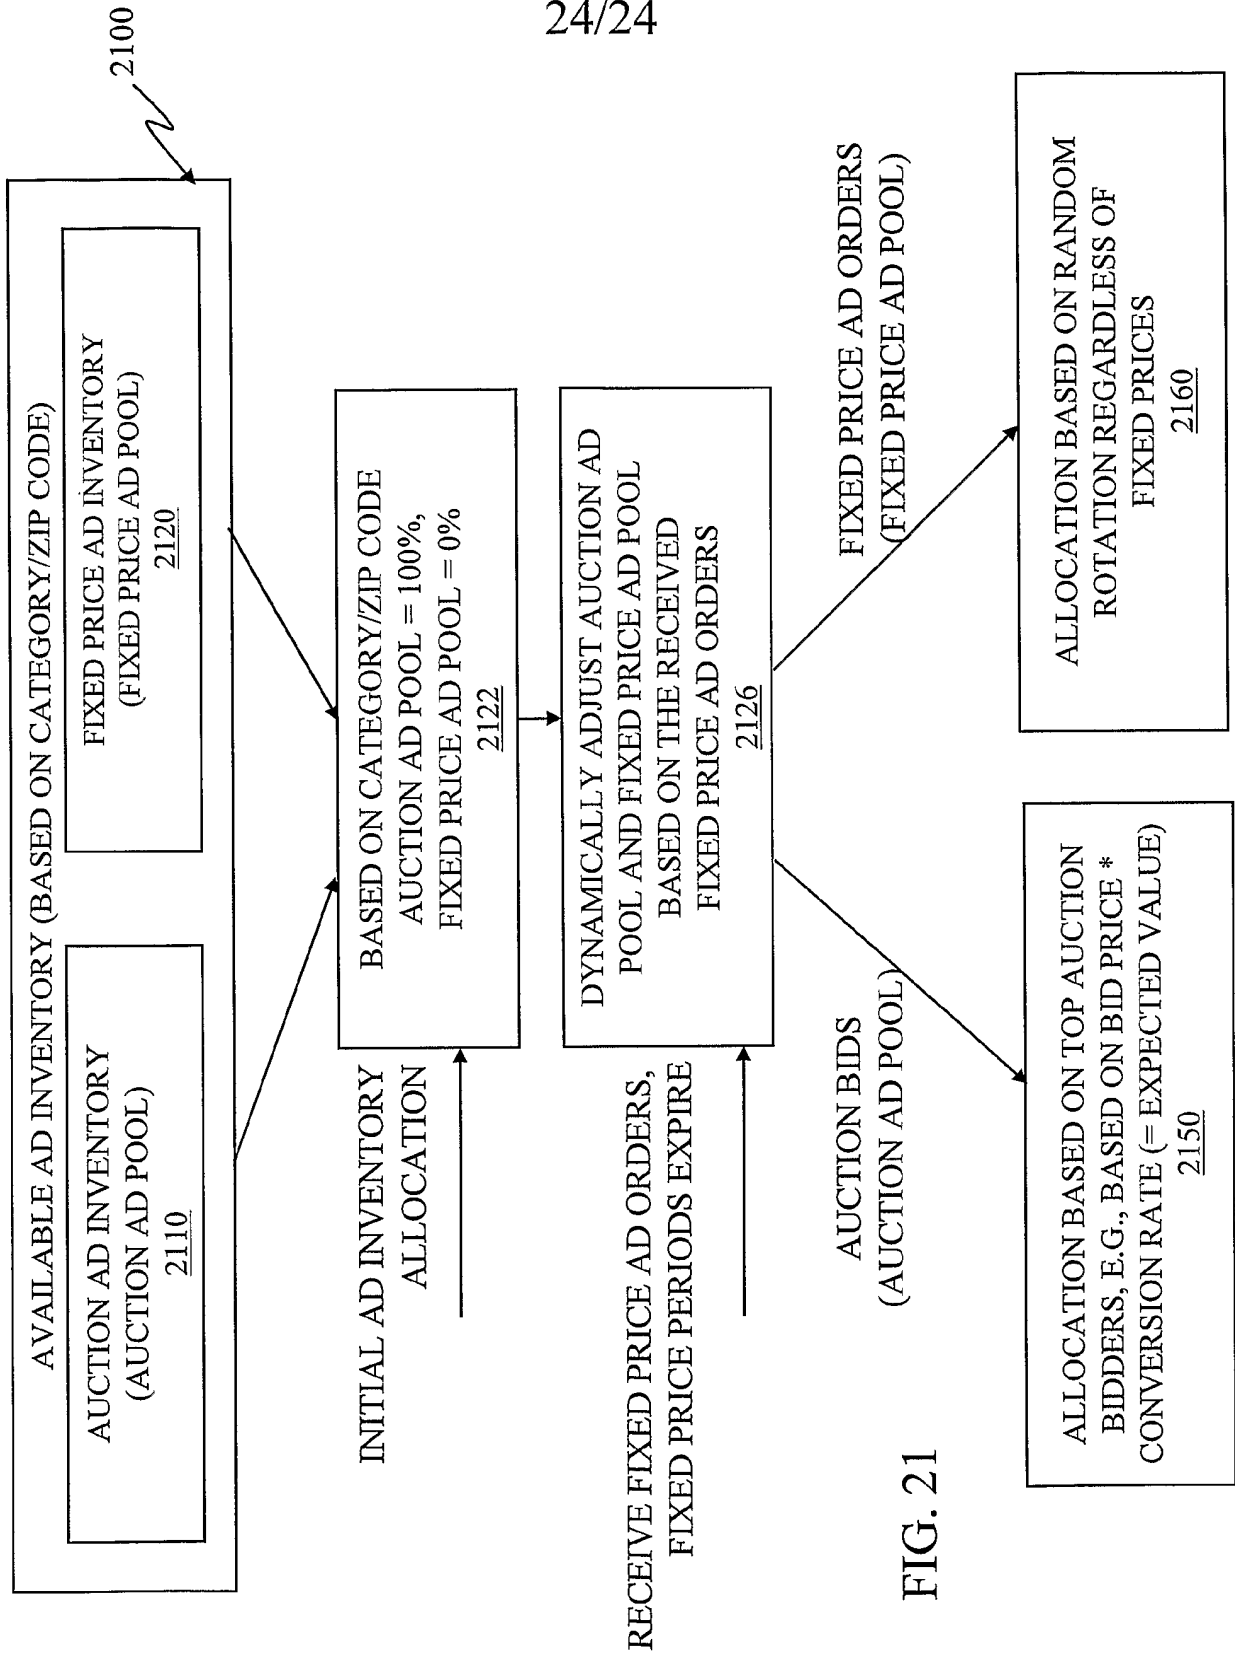 24/24
2100
AVAILABLE AD INVENTORY (BASED ON CATEGORY/ZIP CODE)
AUCTION AD INVENTORY
(AUCTION AD POOL)
2110
FIXED PRICE AD INVENTORY
(FIXED PRICE AD POOL)
2120
INITIAL AD INVENTORY
ALLOCATION
BASED ON CATEGORY/ZIP CODE
AUCTION AD POOL = 100%,
FIXED PRICE AD POOL = 0%
2122
RECEIVE FIXED PRICE AD ORDERS,
FIXED PRICE PERIODS EXPIRE
DYNAMICALLY ADJUST AUCTION AD
POOL AND FIXED PRICE AD POOL
BASED ON THE RECEIVED
FIXED PRICE AD ORDERS
2126
AUCTION BIDS
(AUCTION AD POOL)
FIXED PRICE AD ORDERS
(FIXED PRICE AD POOL)
ALLOCATION BASED ON TOP AUCTION
BIDDERS, E.G., BASED ON BID PRICE *
CONVERSION RATE (= EXPECTED VALUE)
2150
ALLOCATION BASED ON RANDOM
ROTATION REGARDLESS OF
FIXED PRICES
2160
FIG. 21